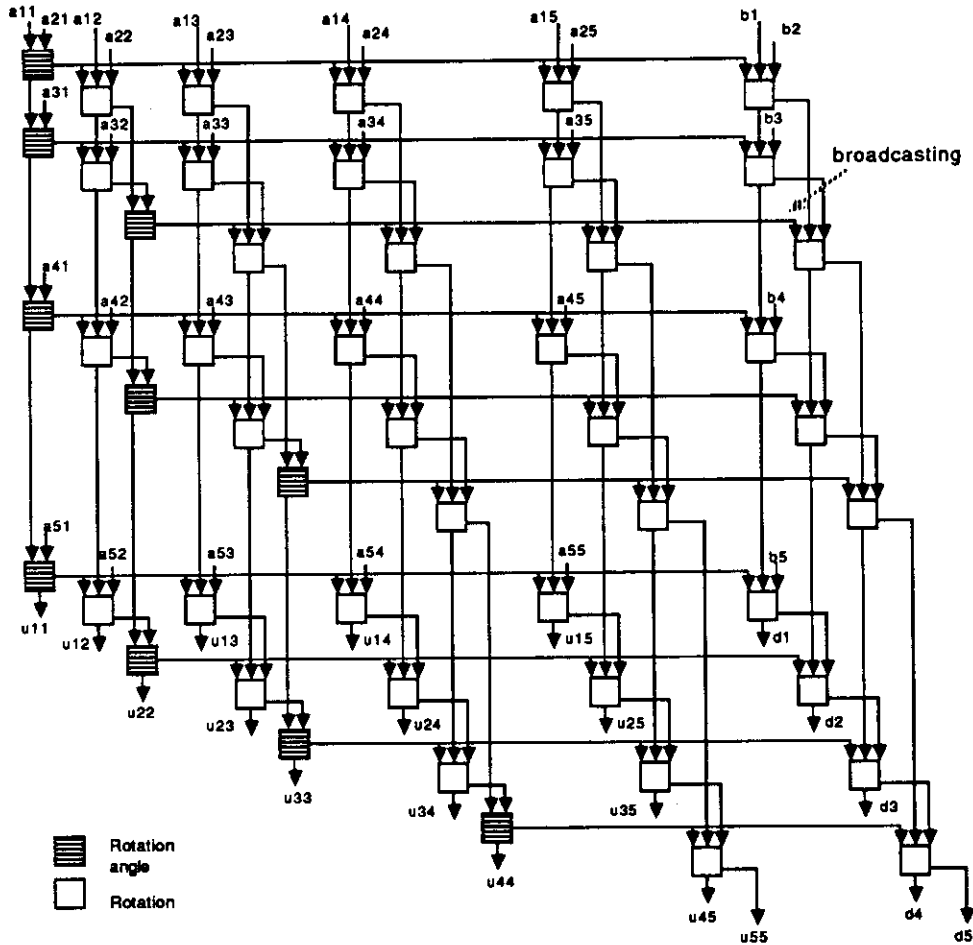 a11 a21 a12 a22 a13 a23 a14 a24 a15 a25 b1 b2
a31 a32 a33 a34 a35 b3
broadcasting
a41 a42 a43 a44 a45 b4
a51 a52 a53 a54 a55 b5
u11 u12 u13 u14 u15 d1
u22 u23 u24 u25 d2
u33 u34 u35 d3
Rotation
angle
u44
Rotation
u45 u55 d4 d5